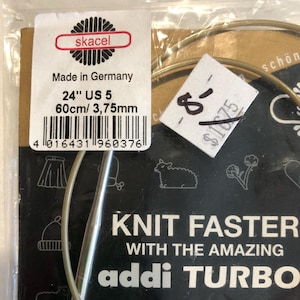 skacel
Made in Germany
24" US 5
60cm/ 3,75mm
4 016431 960376
8'
$16.75
KNIT FASTER
WITH THE AMAZING
addi TURBO